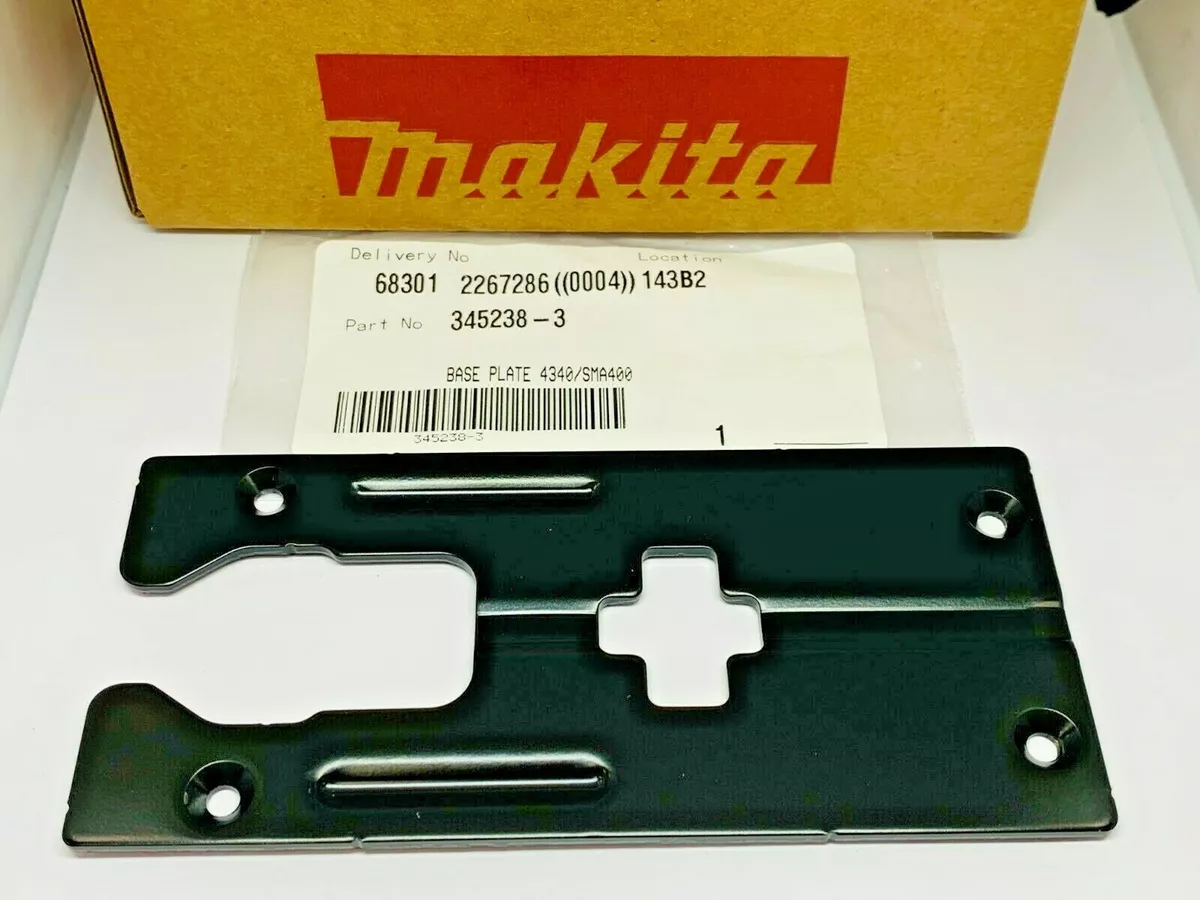 makita
Delivery No Location
68301 2267286((0004)) 143B2
Part No 345238-3
BASE PLATE 4340/SMA400
345238-3
1